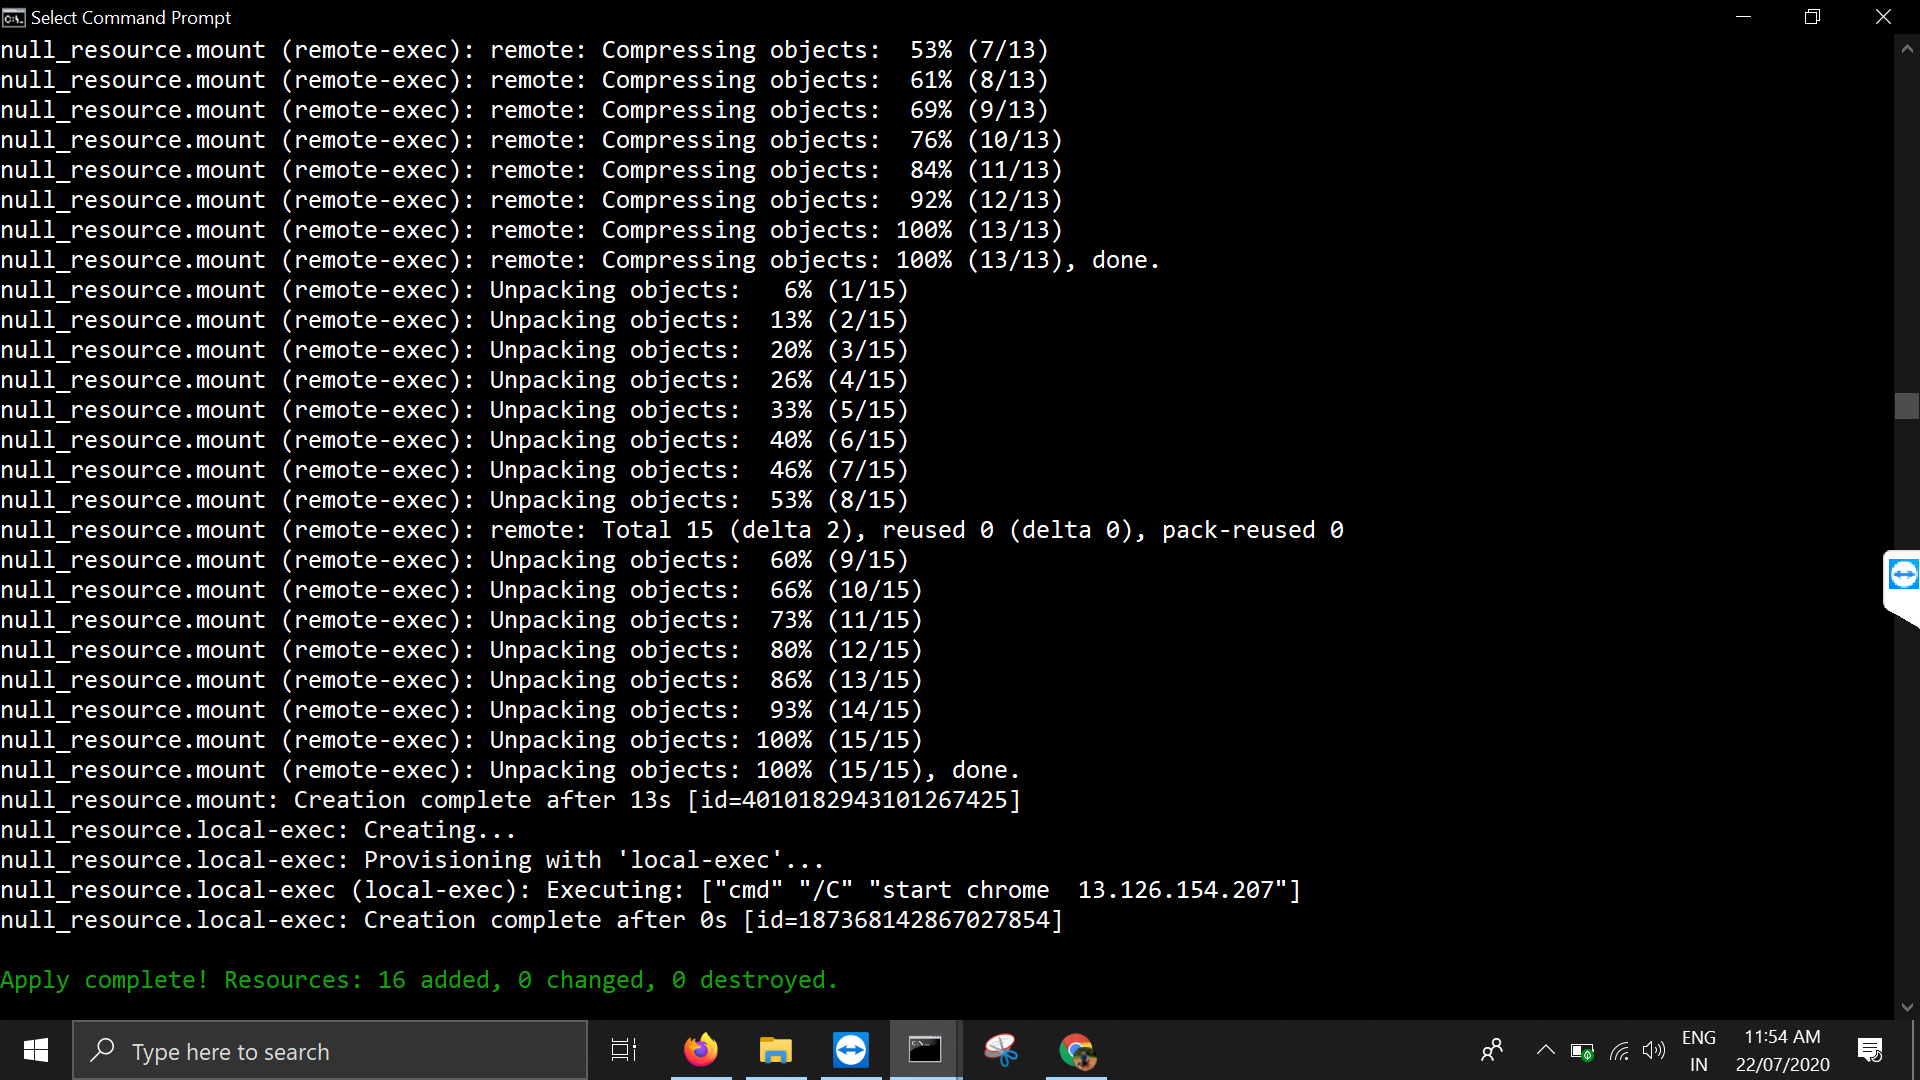 Select Command Prompt
null_resource.mount (remote-exec): remote: Compressing objects:  53% (7/13)
null_resource.mount (remote-exec): remote: Compressing objects:  61% (8/13)
null_resource.mount (remote-exec): remote: Compressing objects:  69% (9/13)
null_resource.mount (remote-exec): remote: Compressing objects:  76% (10/13)
null_resource.mount (remote-exec): remote: Compressing objects:  84% (11/13)
null_resource.mount (remote-exec): remote: Compressing objects:  92% (12/13)
null_resource.mount (remote-exec): remote: Compressing objects: 100% (13/13)
null_resource.mount (remote-exec): remote: Compressing objects: 100% (13/13), done.
null_resource.mount (remote-exec): Unpacking objects:   6% (1/15)
null_resource.mount (remote-exec): Unpacking objects:  13% (2/15)
null_resource.mount (remote-exec): Unpacking objects:  20% (3/15)
null_resource.mount (remote-exec): Unpacking objects:  26% (4/15)
null_resource.mount (remote-exec): Unpacking objects:  33% (5/15)
null_resource.mount (remote-exec): Unpacking objects:  40% (6/15)
null_resource.mount (remote-exec): Unpacking objects:  46% (7/15)
null_resource.mount (remote-exec): Unpacking objects:  53% (8/15)
null_resource.mount (remote-exec): remote: Total 15 (delta 2), reused 0 (delta 0), pack-reused 0
null_resource.mount (remote-exec): Unpacking objects:  60% (9/15)
null_resource.mount (remote-exec): Unpacking objects:  66% (10/15)
null_resource.mount (remote-exec): Unpacking objects:  73% (11/15)
null_resource.mount (remote-exec): Unpacking objects:  80% (12/15)
null_resource.mount (remote-exec): Unpacking objects:  86% (13/15)
null_resource.mount (remote-exec): Unpacking objects:  93% (14/15)
null_resource.mount (remote-exec): Unpacking objects: 100% (15/15)
null_resource.mount (remote-exec): Unpacking objects: 100% (15/15), done.
null_resource.mount: Creation complete after 13s [id=4010182943101267425]
null_resource.local-exec: Creating...
null_resource.local-exec: Provisioning with 'local-exec'...
null_resource.local-exec (local-exec): Executing: ["cmd" "/C" "start chrome  13.126.154.207"]
null_resource.local-exec: Creation complete after 0s [id=187368142867027854]
Apply complete! Resources: 16 added, 0 changed, 0 destroyed.
Type here to search
ENG
IN
11:54 AM
22/07/2020